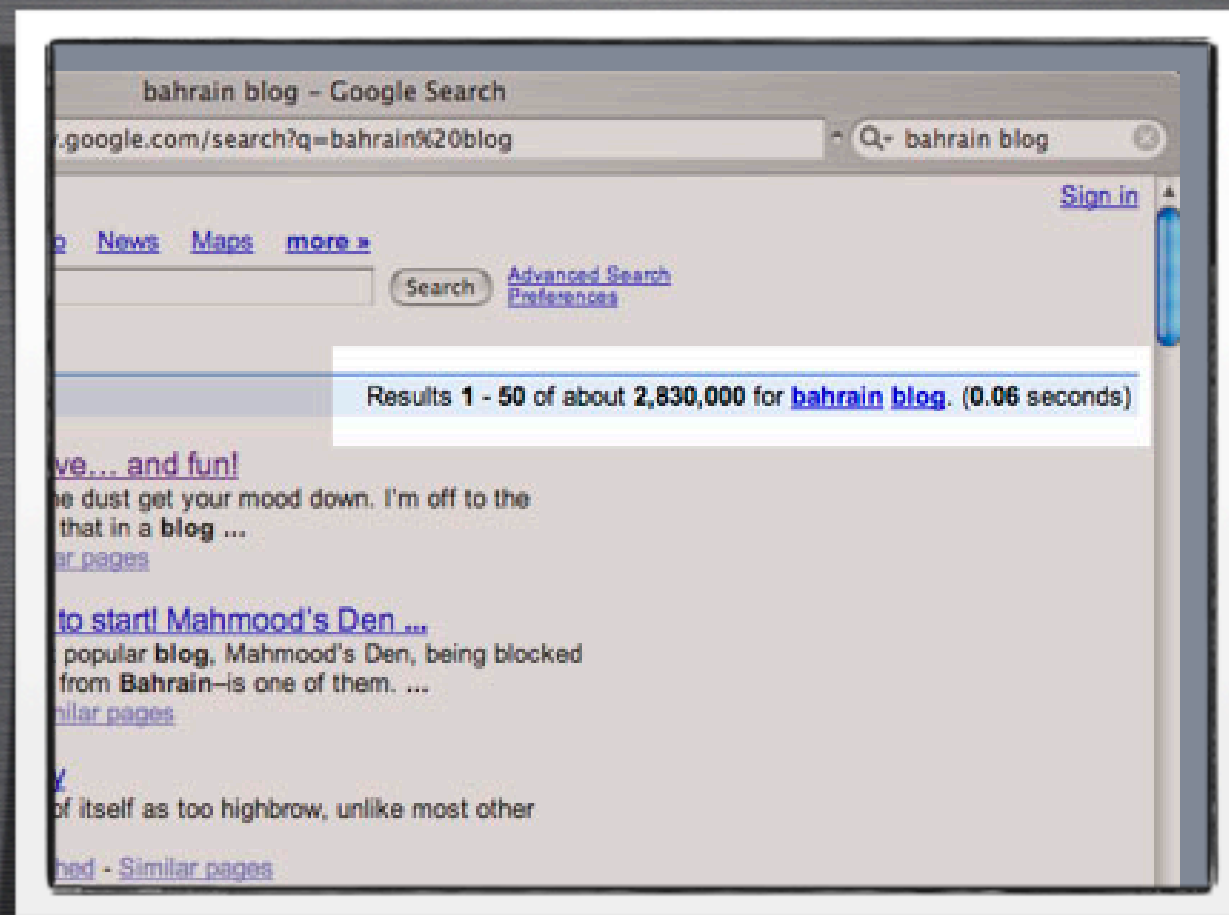 bahrain blog – Google Search
.google.com/search?q=bahrain%20blog
bahrain blog
Sign in
News Maps more »
Search
Advanced Search
Preferences
Results 1 - 50 of about 2,830,000 for bahrain blog. (0.06 seconds)
ve... and fun!
he dust get your mood down. I'm off to the
that in a blog ...
ar pages
to start! Mahmood's Den ...
popular blog, Mahmood's Den, being blocked
from Bahrain–is one of them. ...
nilar pages
y
of itself as too highbrow, unlike most other
hed - Similar pages